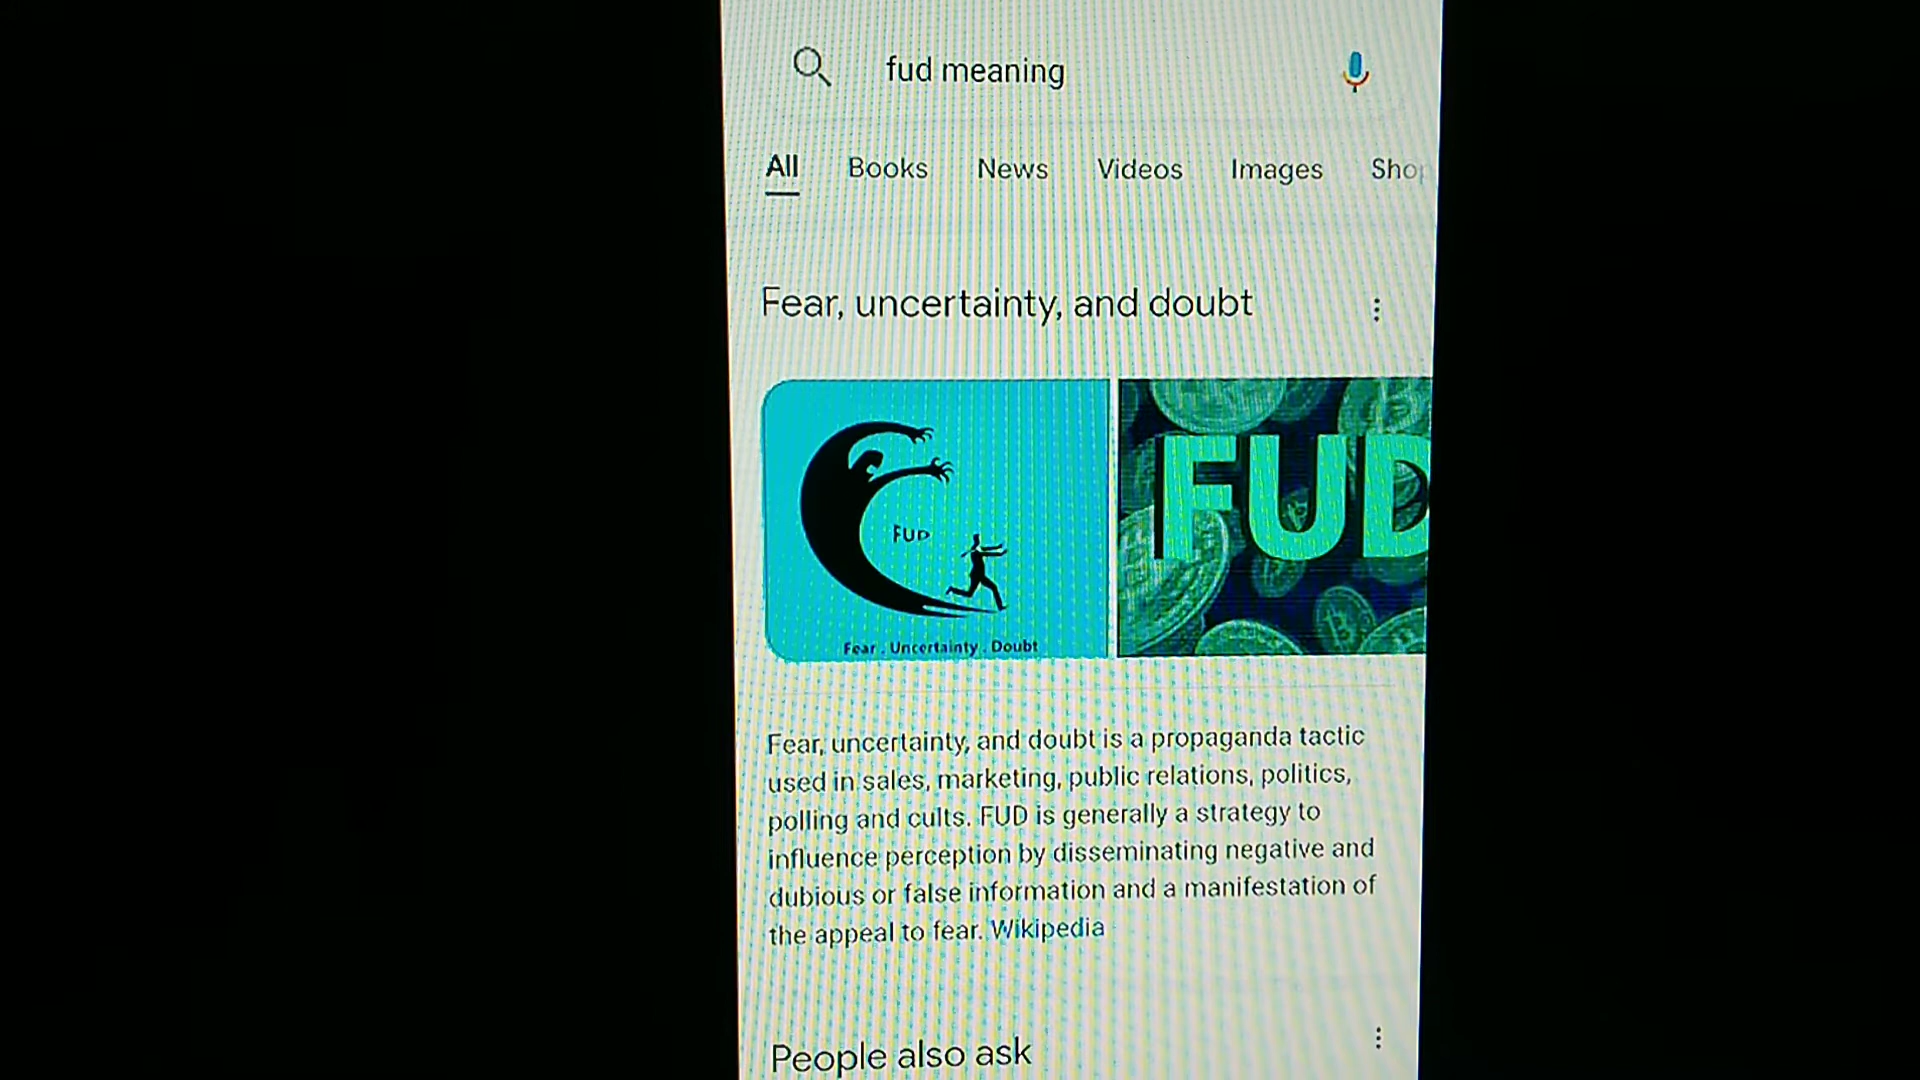 fud meaning
All Books News Videos Images Shop
Fear, uncertainty, and doubt
FUD
Fear . Uncertainty . Doubt
FUD
Fear, uncertainty, and doubt is a propaganda tactic
used in sales, marketing, public relations, politics,
polling and cults. FUD is generally a strategy to
influence perception by disseminating negative and
dubious or false information and a manifestation of
the appeal to fear. Wikipedia
People also ask